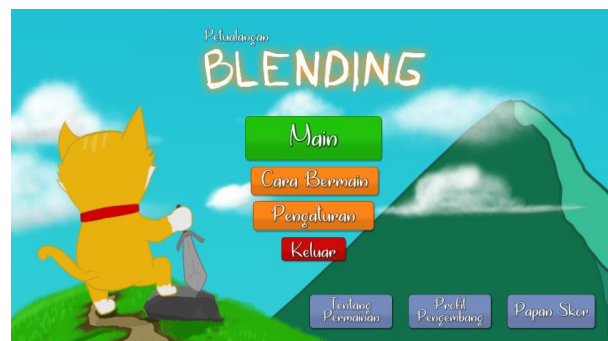 Petualangan
BLENDING
Main
Cara Bermain
Pengaturan
Keluar
Tentang
Permainan
Profil
Pengembang
Papan Skor